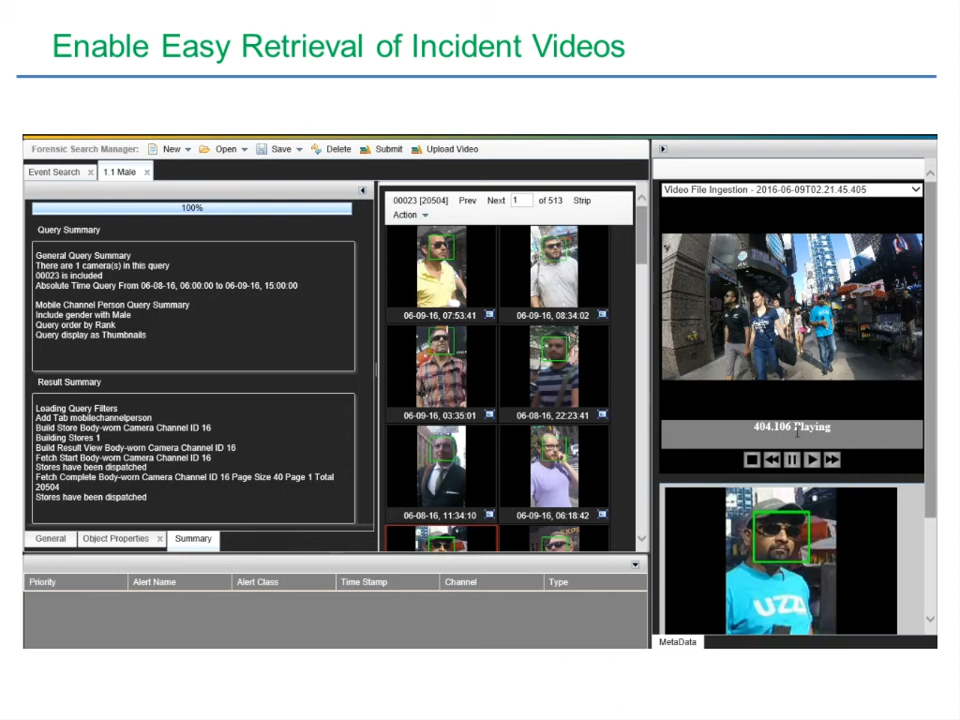 Enable Easy Retrieval of Incident Videos
Forensic Search Manager: New Open Save Delete Submit Upload Video
Event Search x 1.1 Male x
100%
Query Summary
General Query Summary
There are 1 camera(s) in this query
00023 is included
Absolute Time Query From 06-08-16, 06:00:00 to 06-09-16, 15:00:00
Mobile Channel Person Query Summary
Include gender with Male
Query order by Rank
Query display as Thumbnails
Result Summary
Loading Query Filters
Add Tab mobilechannelperson
Build Store Body-worn Camera Channel ID 16
Building Stores 1
Build Result View Body-worn Camera Channel ID 16
Fetch Start Body-worn Camera Channel ID 16
Stores have been dispatched
Fetch Complete Body-worn Camera Channel ID 16 Page Size 40 Page 1 Total
20504
Stores have been dispatched
General Object Properties x Summary
00023 [20504] Prev Next 1 of 513 Strip
Action
06-09-16, 07:53:41 06-09-16, 08:34:02
06-09-16, 03:35:01 06-08-16, 22:23:41
06-08-16, 11:34:10 06-09-16, 06:18:42
Video File Ingestion - 2016-06-09T02.21.45.405
404.106 Playing
UZZ
MetaData
Priority Alert Name Alert Class Time Stamp Channel Type